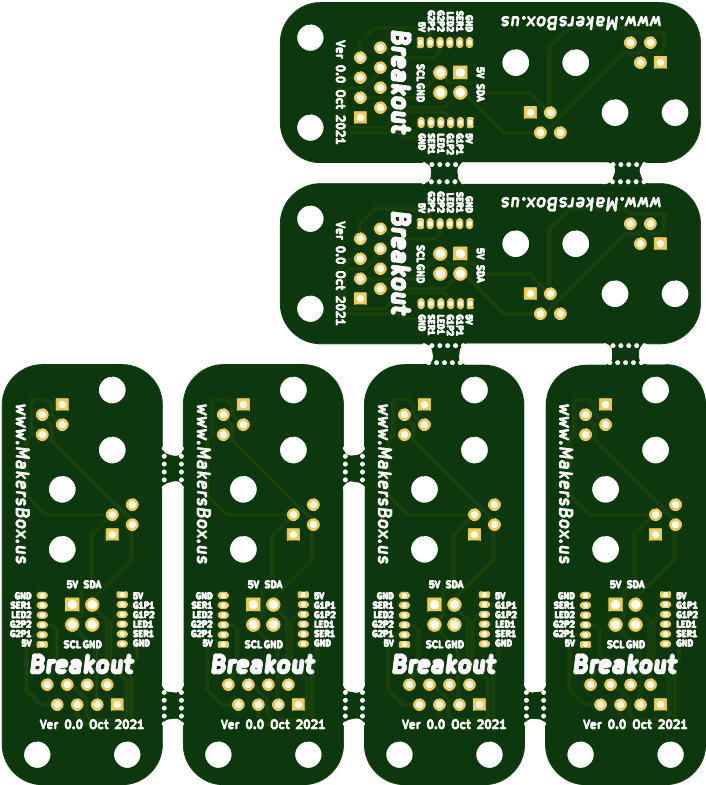 www.MakersBox.us
5V
G2P1
G2P2
LED2
SER1
GND
5V SDA
SCL GND
Breakout
Ver 0.0 Oct 2021
GND
SER1
LED1
G1P2
G1P1
5V
www.MakersBox.us
5V
G2P1
G2P2
LED2
SER1
GND
5V SDA
SCL GND
Breakout
Ver 0.0 Oct 2021
GND
SER1
LED1
G1P2
G1P1
5V
www.MakersBox.us
5V SDA
GND 5V
SER1 G1P1
LED2 G1P2
G2P2 LED1
G2P1 SER1
5V SCL GND GND
Breakout
Ver 0.0 Oct 2021
www.MakersBox.us
5V SDA
GND 5V
SER1 G1P1
LED2 G1P2
G2P2 LED1
G2P1 SER1
5V SCL GND GND
Breakout
Ver 0.0 Oct 2021
www.MakersBox.us
5V SDA
GND 5V
SER1 G1P1
LED2 G1P2
G2P2 LED1
G2P1 SER1
5V SCL GND GND
Breakout
Ver 0.0 Oct 2021
www.MakersBox.us
5V SDA
GND 5V
SER1 G1P1
LED2 G1P2
G2P2 LED1
G2P1 SER1
5V SCL GND GND
Breakout
Ver 0.0 Oct 2021